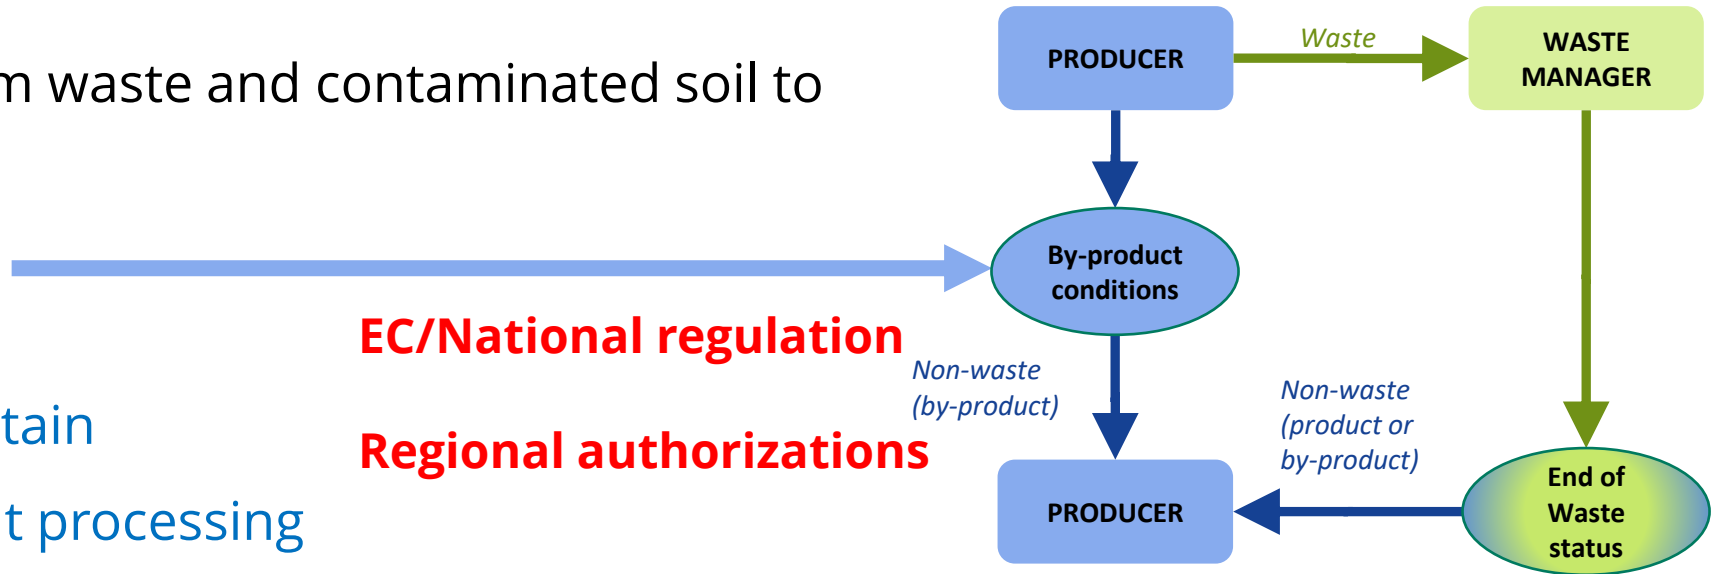 m waste and contaminated soil to
EC/National regulation
tain
Regional authorizations
t processing
PRODUCER
Waste
WASTE
MANAGER
By-product
conditions
Non-waste
(by-product)
Non-waste
(product or
by-product)
PRODUCER
End of
Waste
status